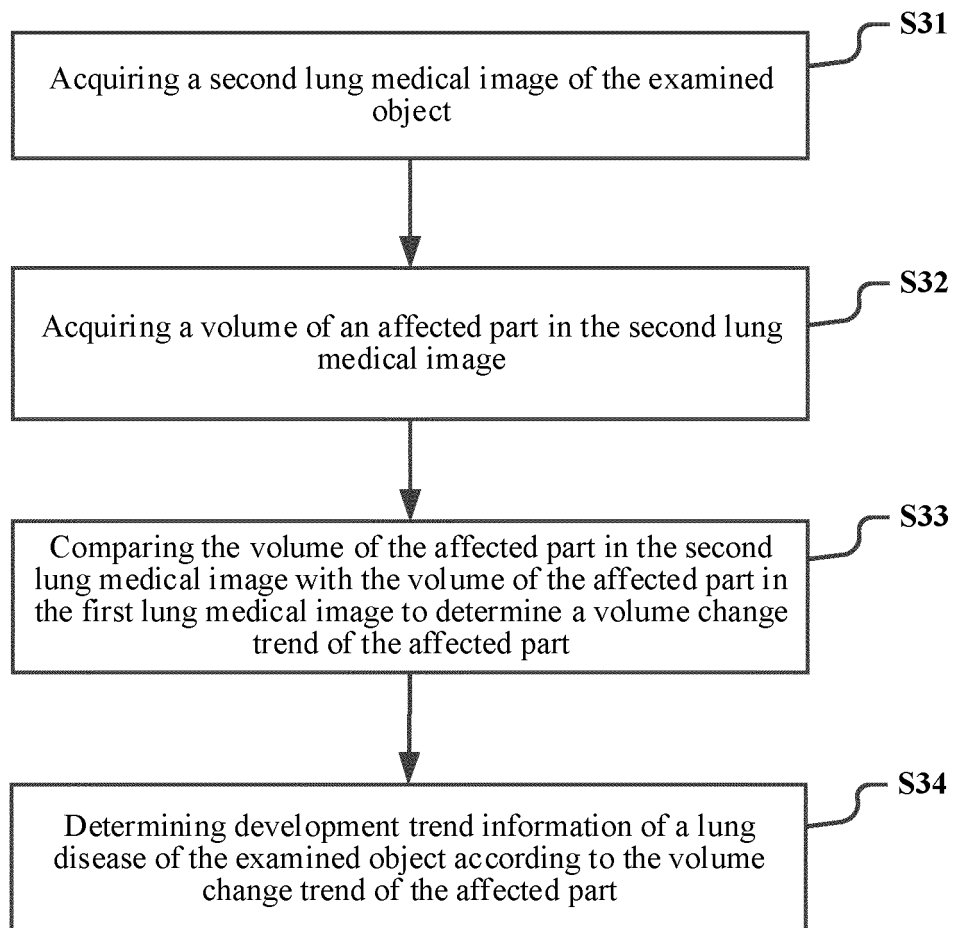 S31
Acquiring a second lung medical image of the examined
object
S32
Acquiring a volume of an affected part in the second lung
medical image
S33
Comparing the volume of the affected part in the second
lung medical image with the volume of the affected part in
the first lung medical image to determine a volume change
trend of the affected part
S34
Determining development trend information of a lung
disease of the examined object according to the volume
change trend of the affected part